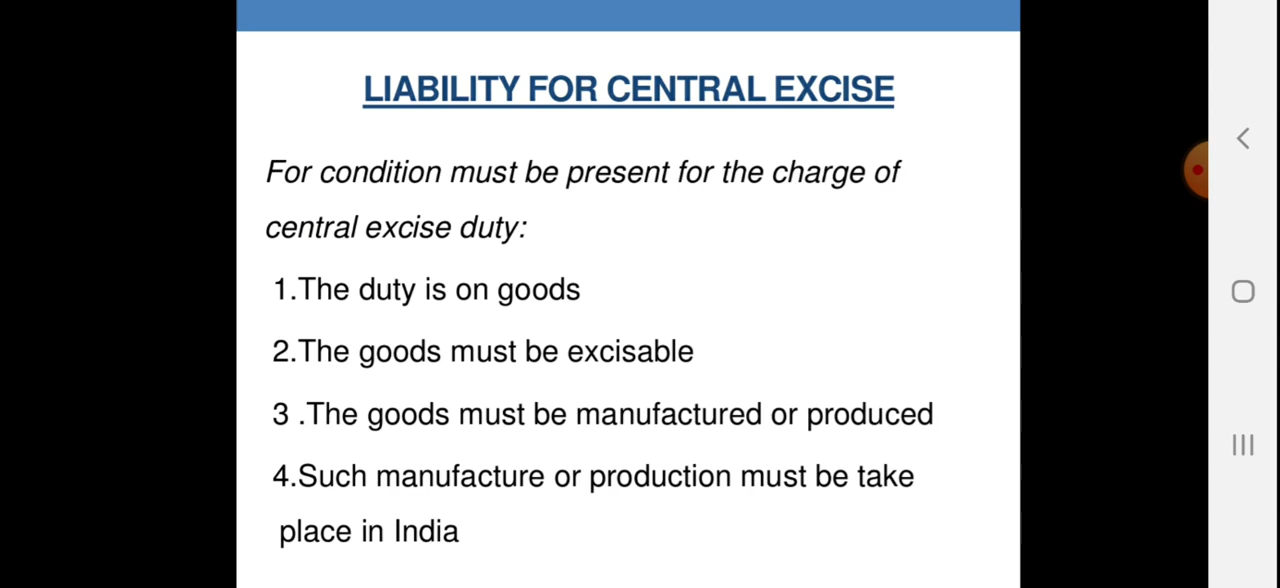 LIABILITY FOR CENTRAL EXCISE
For condition must be present for the charge of
central excise duty:
1.The duty is on goods
2.The goods must be excisable
3 .The goods must be manufactured or produced
4.Such manufacture or production must be take
place in India